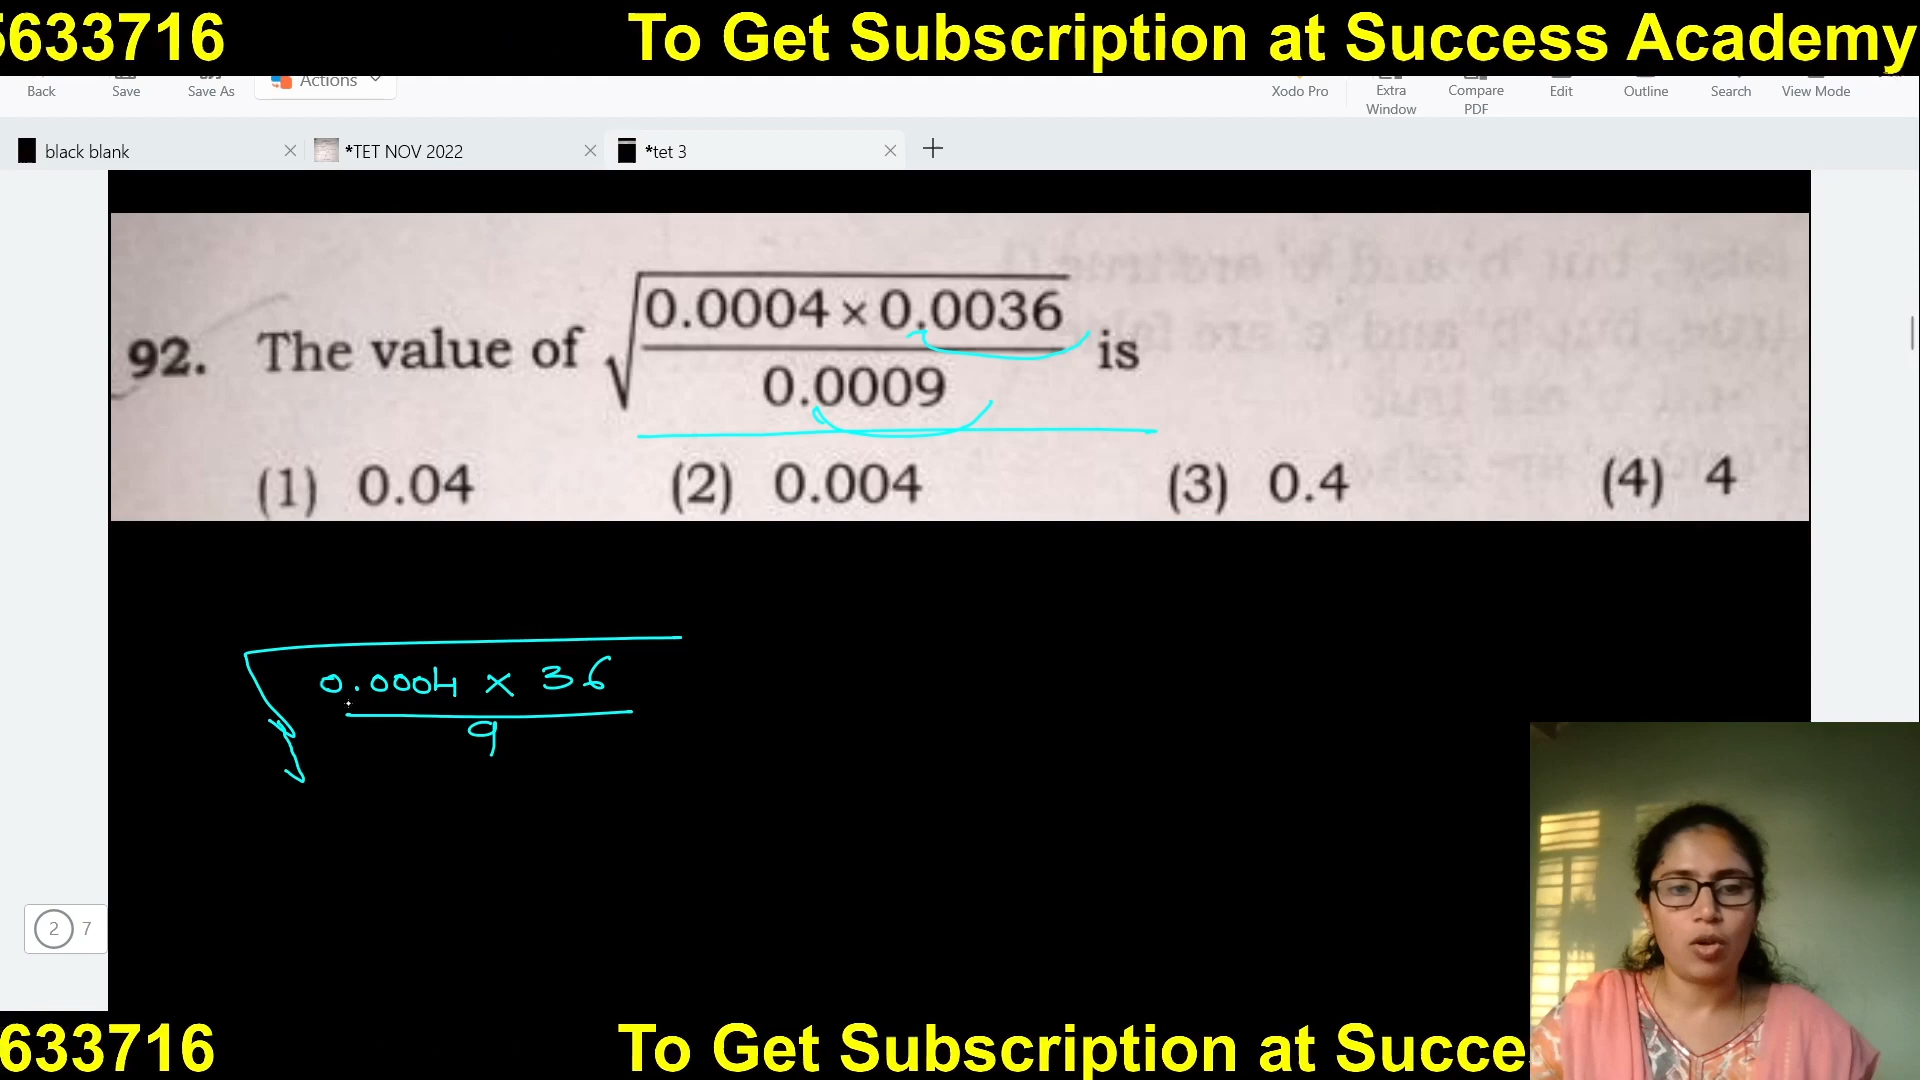 5633716 To Get Subscription at Success Academy
Back Save Save As Actions Xodo Pro Extra Window Compare PDF Edit Outline Search View Mode
black blank *TET NOV 2022 *tet 3
92. The value of √(0.0004 × 0.0036 / 0.0009) is
(1) 0.04 (2) 0.004 (3) 0.4 (4) 4
√(0.0004 × 36 / 9)
2 7
633716 To Get Subscription at Succe